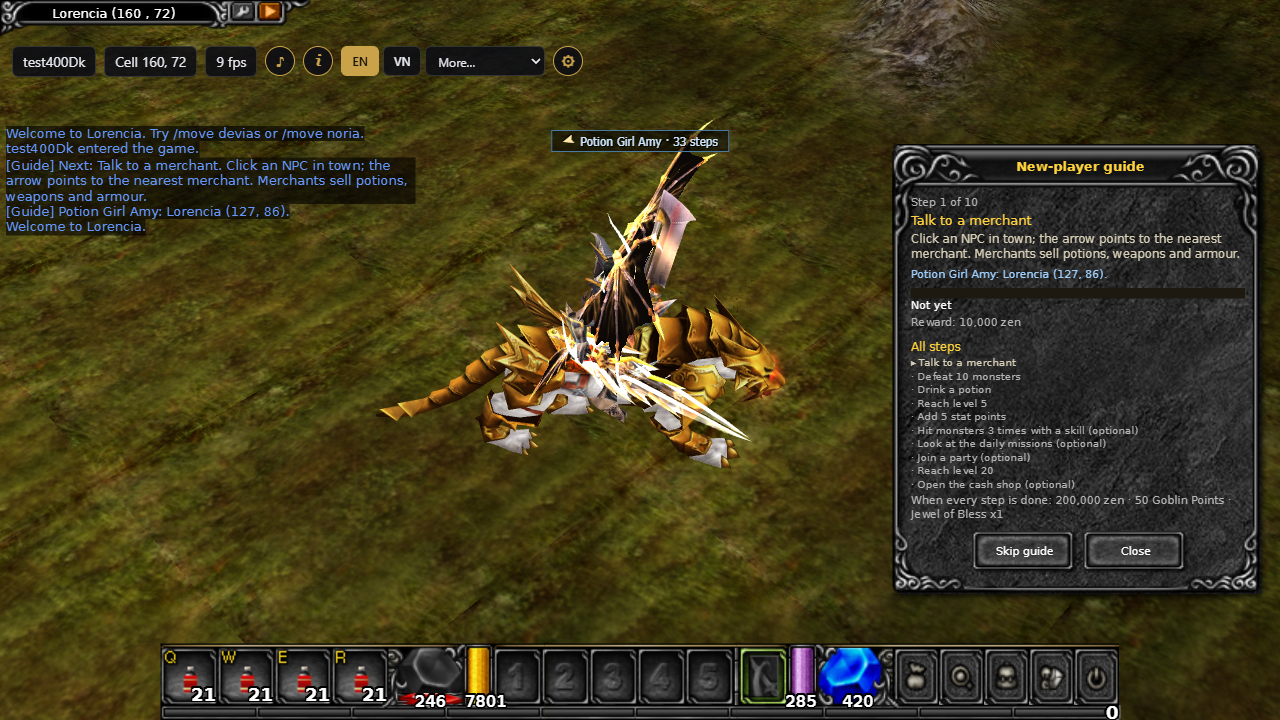 Lorencia (160 , 72)
test400Dk
Cell 160, 72
9 fps
♪
i
EN
VN
More...
Welcome to Lorencia. Try /move devias or /move noria.
test400Dk entered the game.
[Guide] Next: Talk to a merchant. Click an NPC in town; the
arrow points to the nearest merchant. Merchants sell potions,
weapons and armour.
[Guide] Potion Girl Amy: Lorencia (127, 86).
Welcome to Lorencia.
Potion Girl Amy · 33 steps
New-player guide
Step 1 of 10
Talk to a merchant
Click an NPC in town; the arrow points to the nearest
merchant. Merchants sell potions, weapons and armour.
Potion Girl Amy: Lorencia (127, 86).
Not yet
Reward: 10,000 zen
All steps
▸ Talk to a merchant
· Defeat 10 monsters
· Drink a potion
· Reach level 5
· Add 5 stat points
· Hit monsters 3 times with a skill (optional)
· Look at the daily missions (optional)
· Join a party (optional)
· Reach level 20
· Open the cash shop (optional)
When every step is done: 200,000 zen · 50 Goblin Points ·
Jewel of Bless x1
Skip guide
Close
Q 21
W 21
E 21
R 21
246
7801
1
2
3
4
5
285
420
0